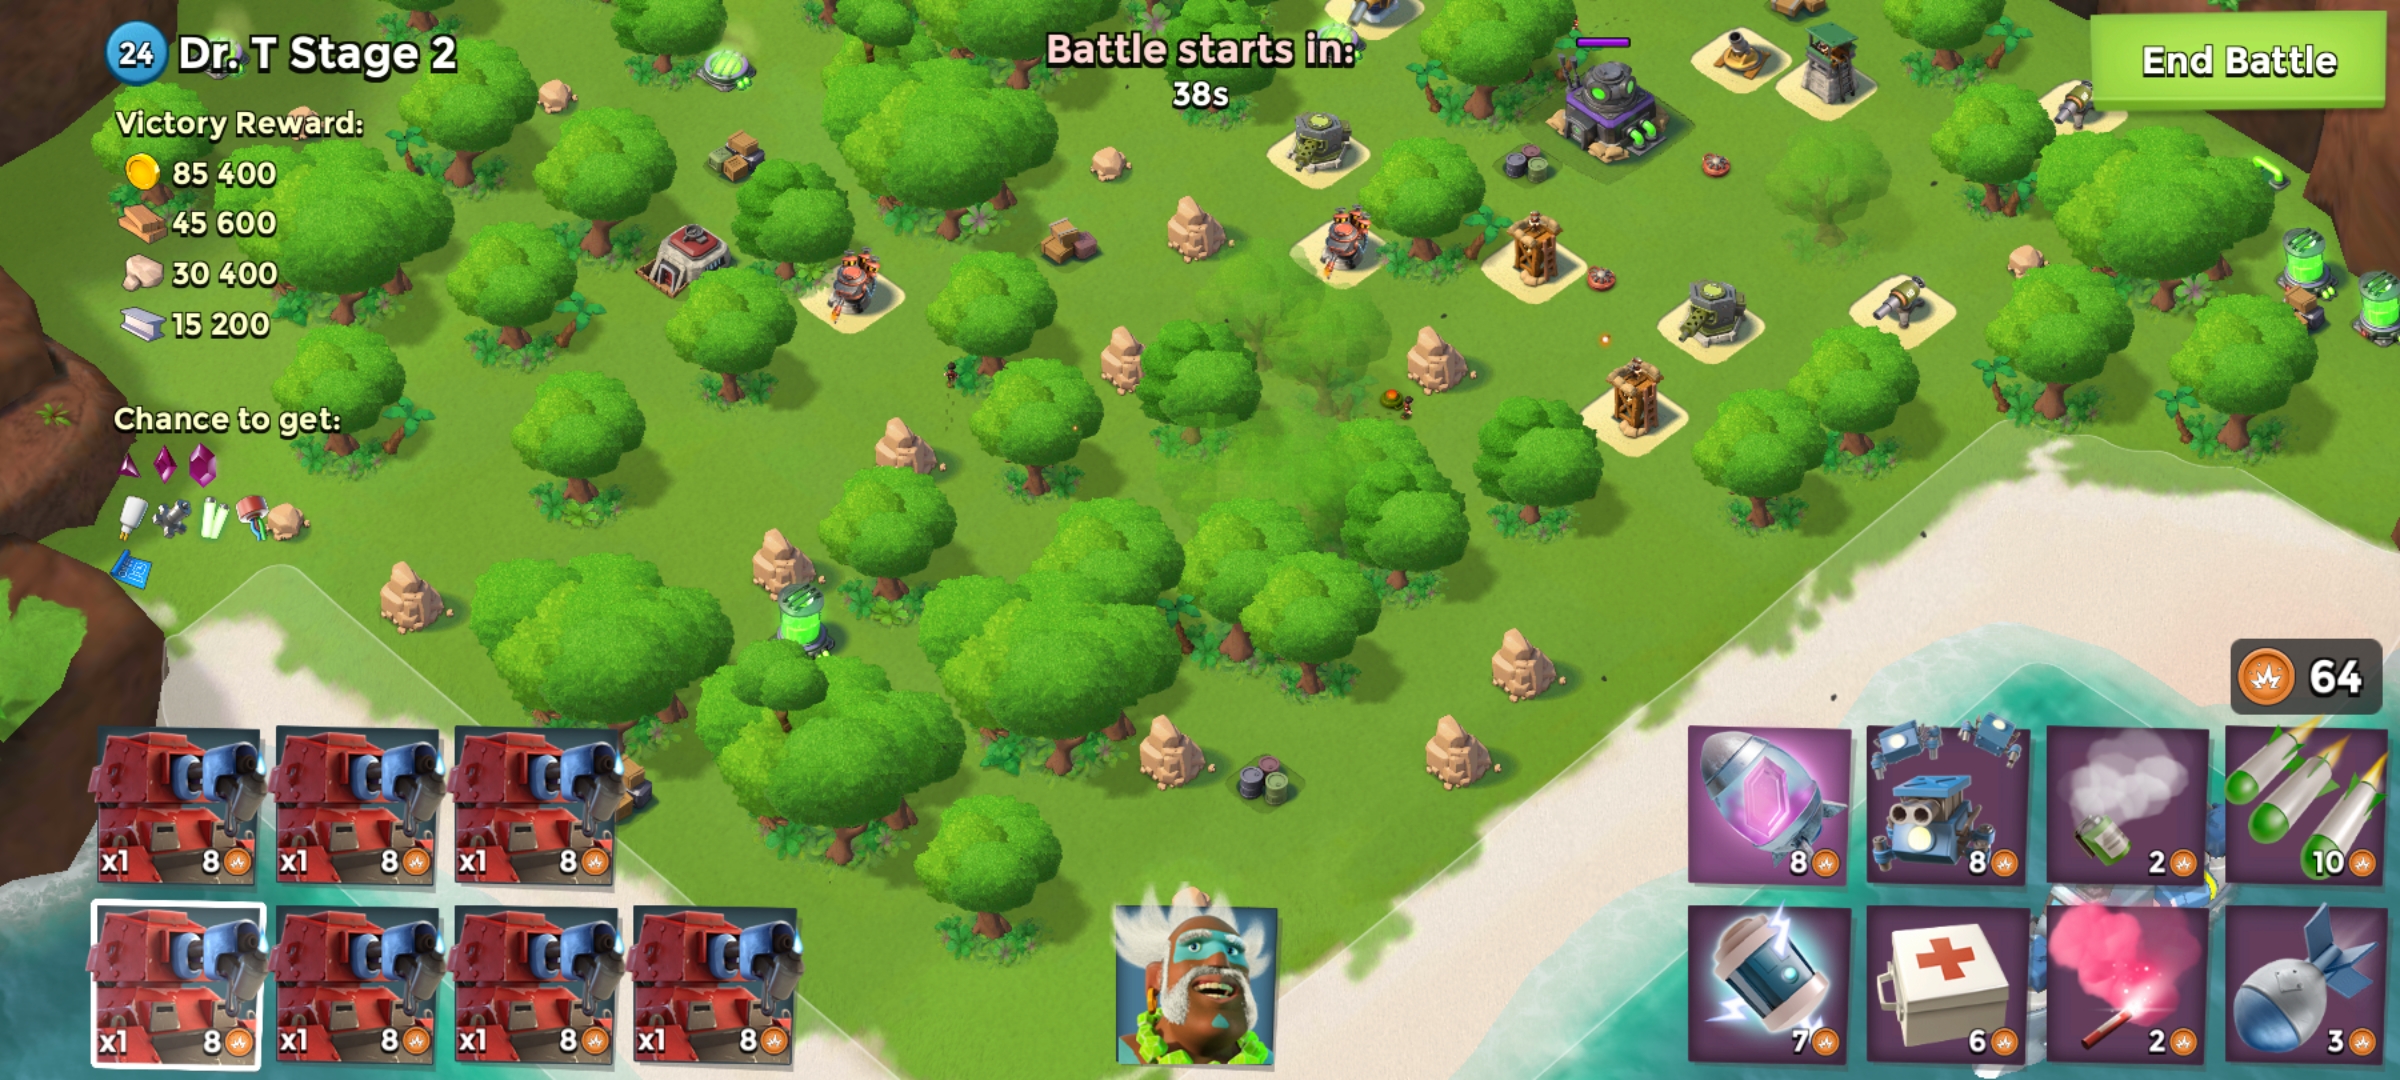 24 Dr. T Stage 2
Battle starts in:
38s
End Battle
Victory Reward:
85 400
45 600
30 400
15 200
Chance to get:
64
x1 8 x1 8 x1 8
8 8 2 10
x1 8 x1 8 x1 8 x1 8
7 6 2 3